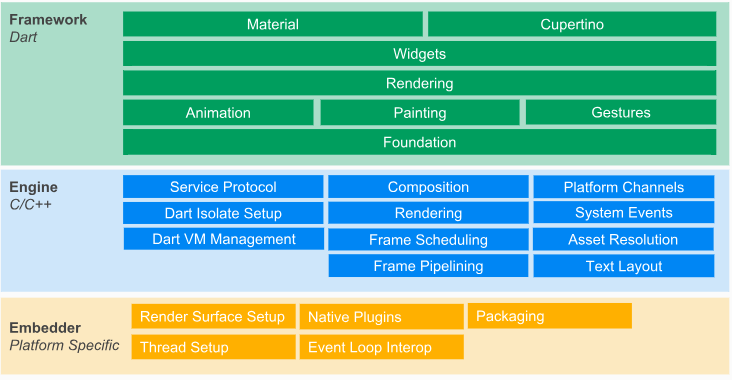 Framework
Dart
Material Cupertino
Widgets
Rendering
Animation Painting Gestures
Foundation
Engine
C/C++
Service Protocol Composition Platform Channels
Dart Isolate Setup Rendering System Events
Dart VM Management Frame Scheduling Asset Resolution
Frame Pipelining Text Layout
Embedder
Platform Specific
Render Surface Setup Native Plugins Packaging
Thread Setup Event Loop Interop